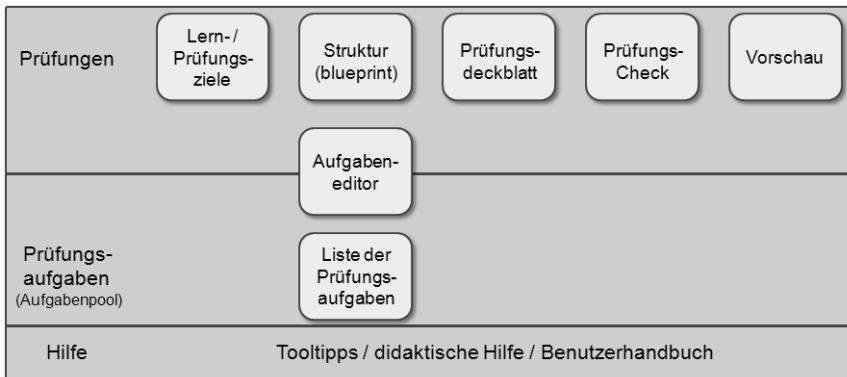 Prüfungen
Lern- /
Prüfungs-
ziele
Struktur
(blueprint)
Prüfungs-
deckblatt
Prüfungs-
Check
Vorschau
Aufgaben-
editor
Prüfungs-
aufgaben
(Aufgabenpool)
Liste der
Prüfungs-
aufgaben
Hilfe
Tooltipps / didaktische Hilfe / Benutzerhandbuch